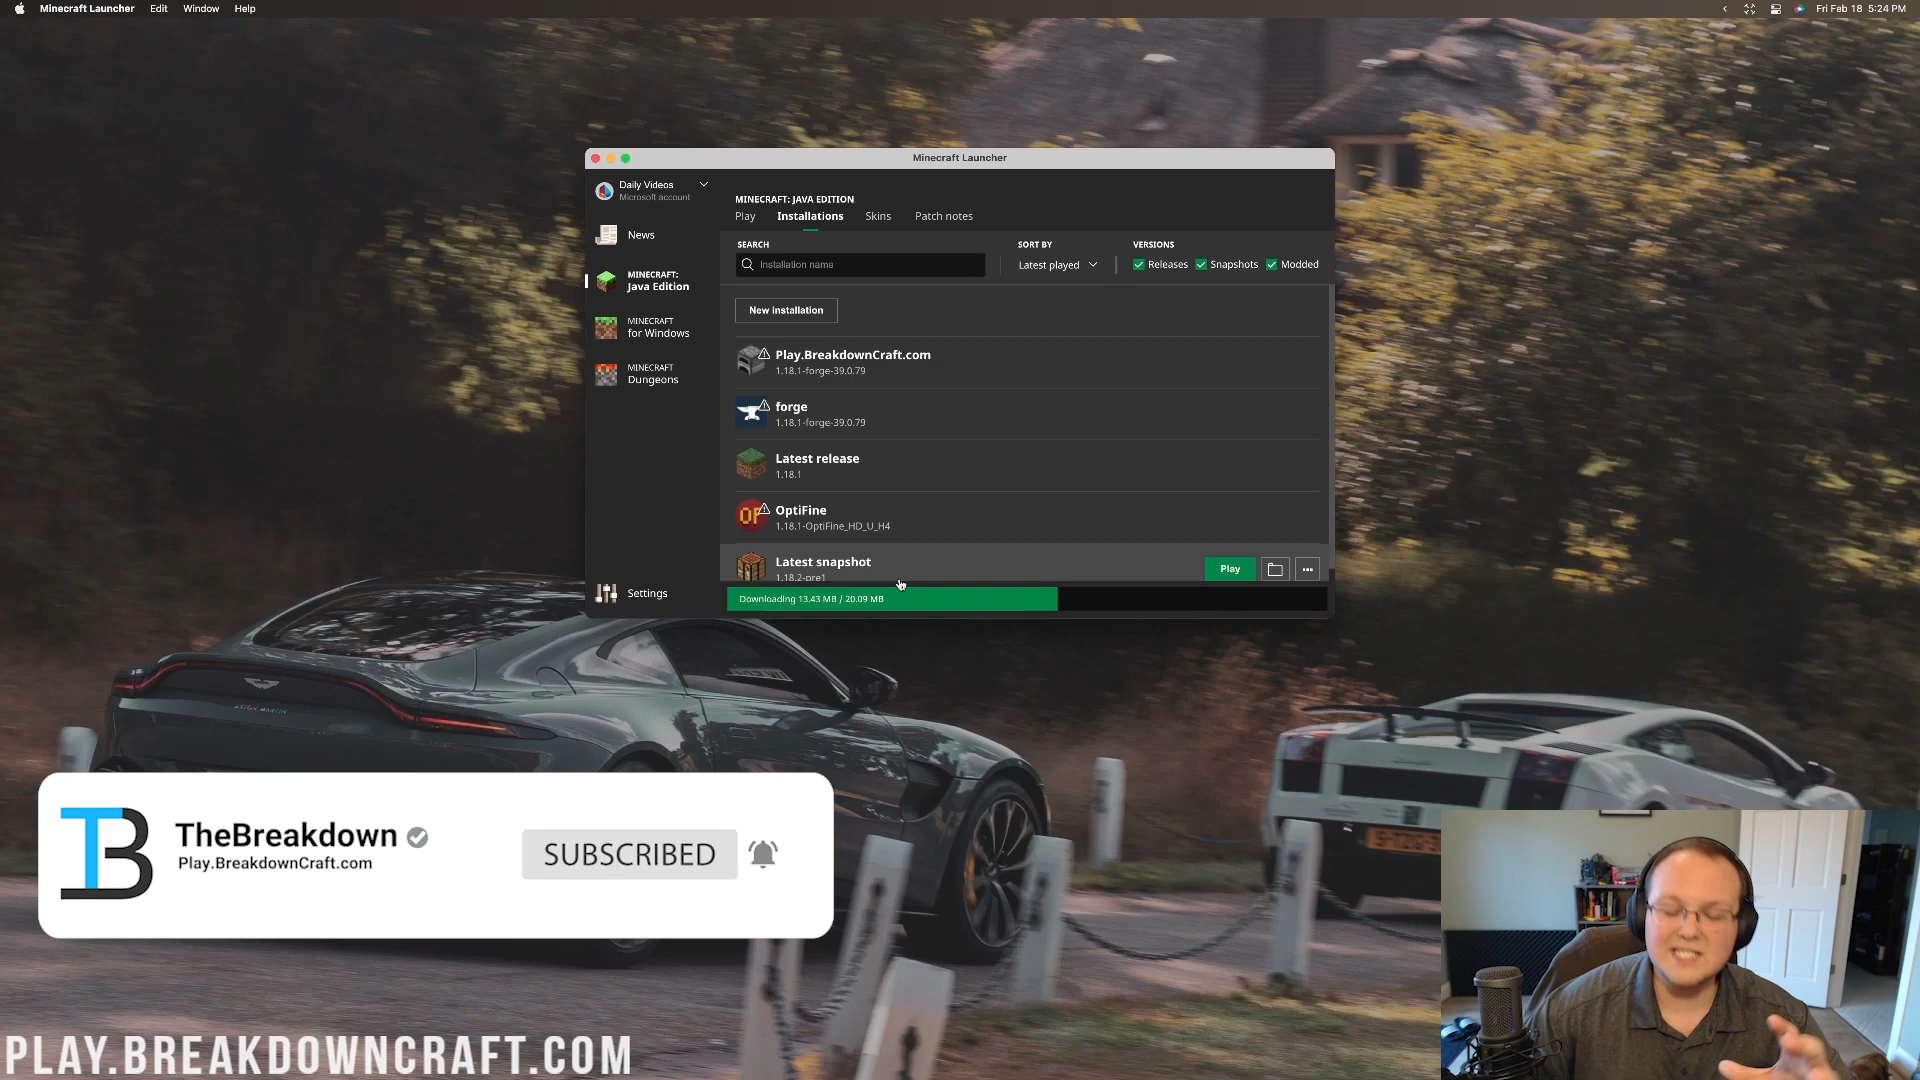 Minecraft Launcher Edit Window Help
Fri Feb 18 5:24 PM
Minecraft Launcher
Daily Videos
Microsoft account
News
MINECRAFT:
Java Edition
MINECRAFT
for Windows
MINECRAFT
Dungeons
Settings
MINECRAFT: JAVA EDITION
Play Installations Skins Patch notes
SEARCH
Installation name
SORT BY
Latest played
VERSIONS
Releases Snapshots Modded
New installation
Play.BreakdownCraft.com
1.18.1-forge-39.0.79
forge
1.18.1-forge-39.0.79
Latest release
1.18.1
OptiFine
1.18.1-OptiFine_HD_U_H4
Latest snapshot
1.18.2-pre1
Play
Downloading 13.43 MB / 20.09 MB
ASTON MARTIN
TB
TheBreakdown
Play.BreakdownCraft.com
SUBSCRIBED
PLAY.BREAKDOWNCRAFT.COM